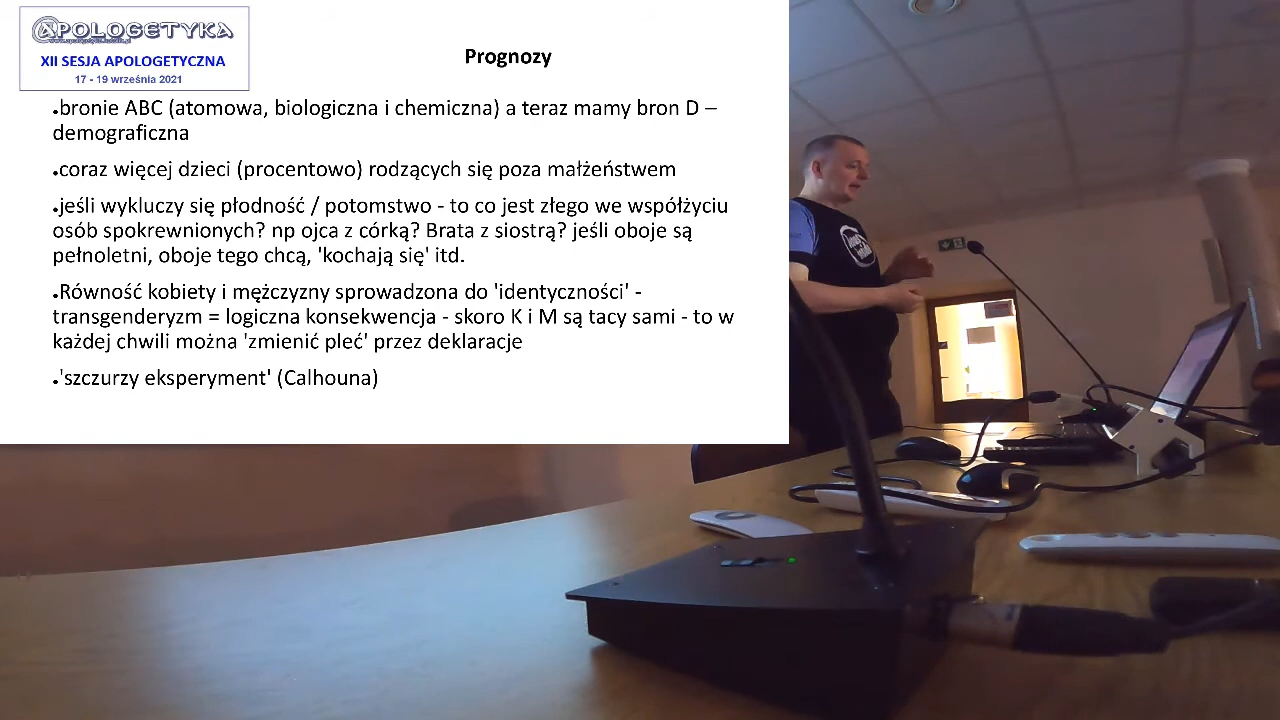 @POLOGETYKA
XII SESJA APOLOGETYCZNA
17 - 19 września 2021
Prognozy
•bronie ABC (atomowa, biologiczna i chemiczna) a teraz mamy bron D –
demograficzna
•coraz więcej dzieci (procentowo) rodzących się poza małżeństwem
•jeśli wykluczy się płodność / potomstwo - to co jest złego we współżyciu
osób spokrewnionych? np ojca z córką? Brata z siostrą? jeśli oboje są
pełnoletni, oboje tego chcą, 'kochają się' itd.
•Równość kobiety i mężczyzny sprowadzona do 'identyczności' -
transgenderyzm = logiczna konsekwencja - skoro K i M są tacy sami - to w
każdej chwili można 'zmienić pleć' przez deklaracje
•'szczurzy eksperyment' (Calhouna)